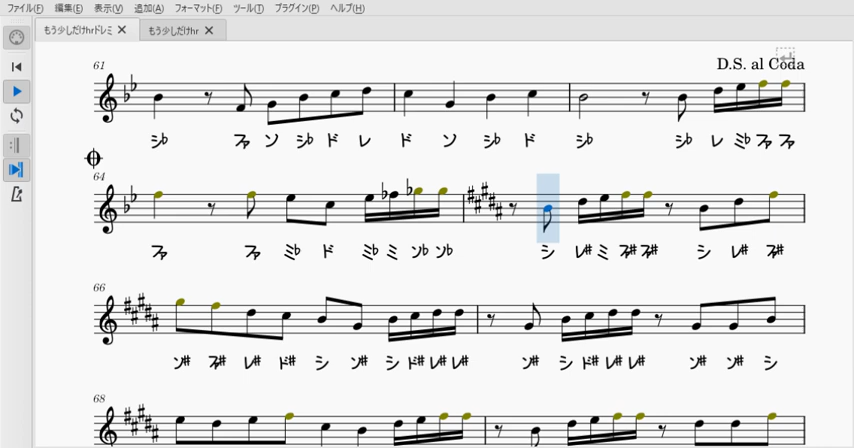 ファイル(F) 編集(E) 表示(V) 追加(A) フォーマット(F) ツール(T) プラグイン(P) ヘルプ(H)
もう少しだけhrドレミ もう少しだけhr
D.S. al Coda
61
シ♭ ファ ソ シ♭ ド レ ド ソ シ♭ ド シ♭ シ♭ レ ミ♭ ファ ファ
64
ファ ファ ミ♭ ド ミ♭ ミ ソ♭ ソ♭ シ レ# ミ ファ# ファ# シ レ# ファ#
66
ソ# ファ# レ# ド# シ ソ# シ ド# レ# レ# ソ# シ ド# レ# レ# ソ# ソ# シ
68